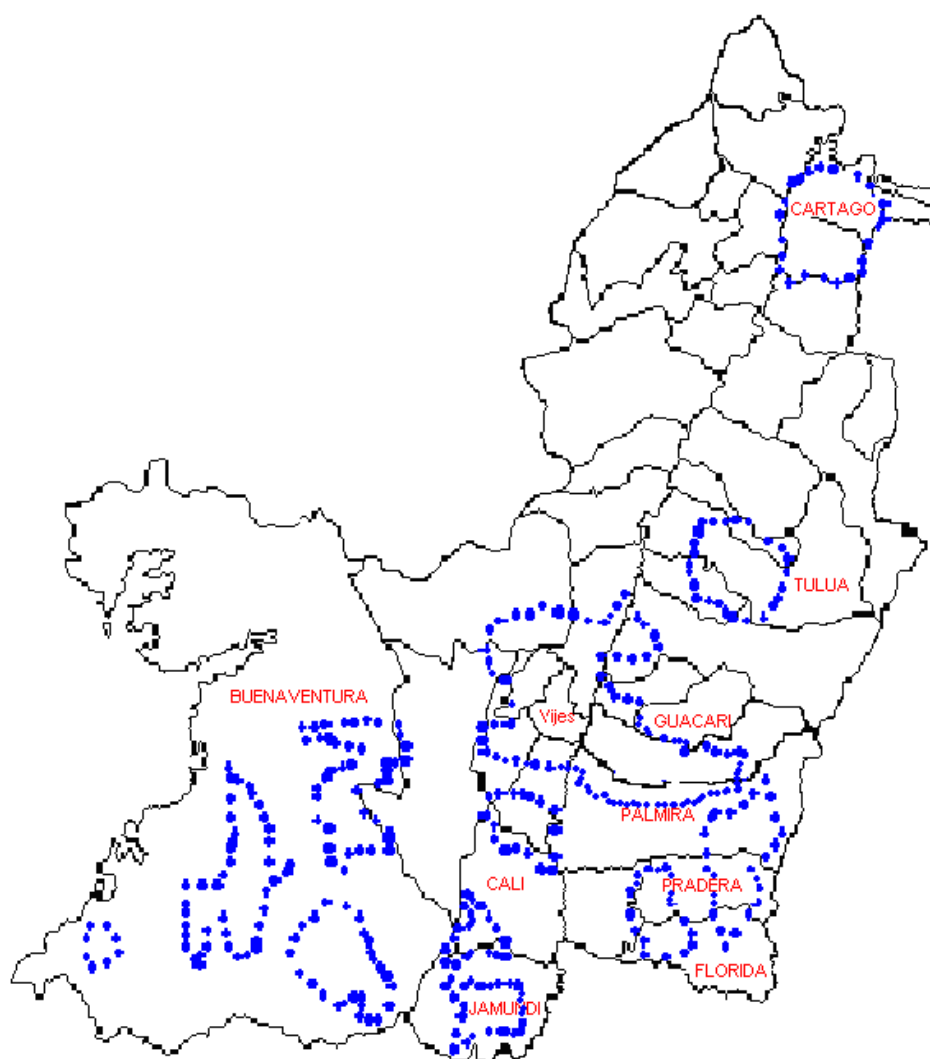 CARTAGO
TULUA
BUENAVENTURA
Vijes
GUACARI
PALMIRA
CALI
PRADERA
FLORIDA
JAMUNDI